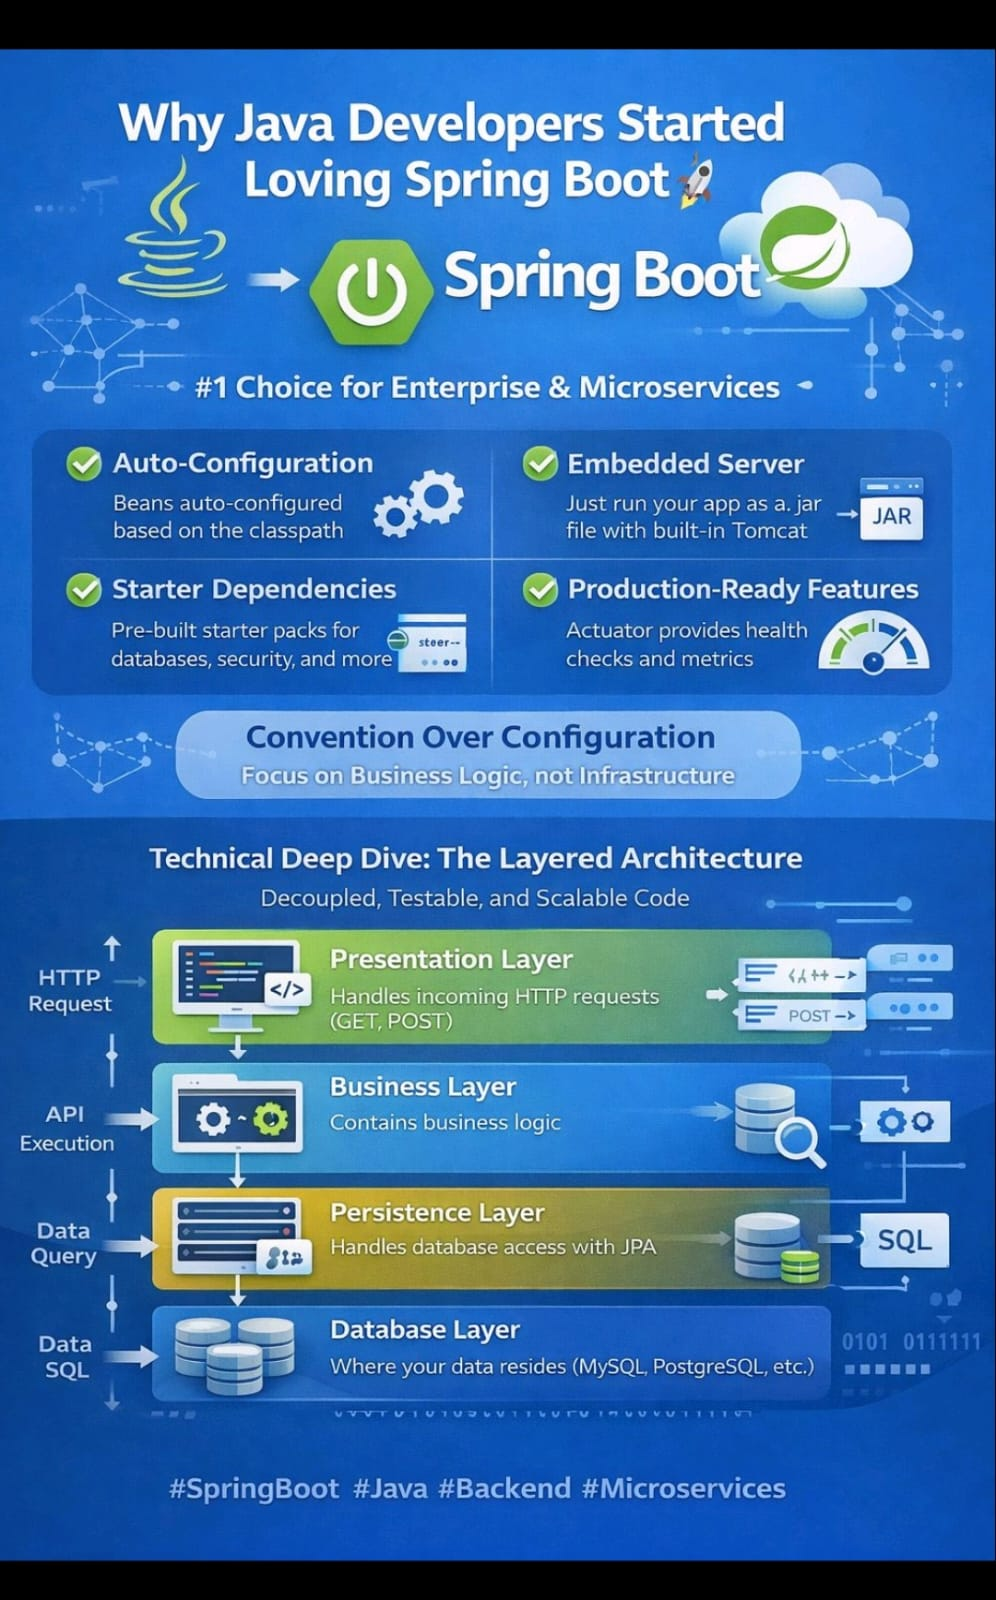 Why Java Developers Started
Loving Spring Boot
Spring Boot
#1 Choice for Enterprise & Microservices
Auto-Configuration
Beans auto-configured
based on the classpath
Embedded Server
Just run your app as a. jar
file with built-in Tomcat
JAR
Starter Dependencies
Pre-built starter packs for
databases, security, and more
steer--
Production-Ready Features
Actuator provides health
checks and metrics
Convention Over Configuration
Focus on Business Logic, not Infrastructure
Technical Deep Dive: The Layered Architecture
Decoupled, Testable, and Scalable Code
HTTP
Request
</>
Presentation Layer
Handles incoming HTTP requests
(GET, POST)
POST
API
Execution
Business Layer
Contains business logic
Data
Query
Persistence Layer
Handles database access with JPA
SQL
Data
SQL
Database Layer
Where your data resides (MySQL, PostgreSQL, etc.)
0101 0111111
#SpringBoot #Java #Backend #Microservices